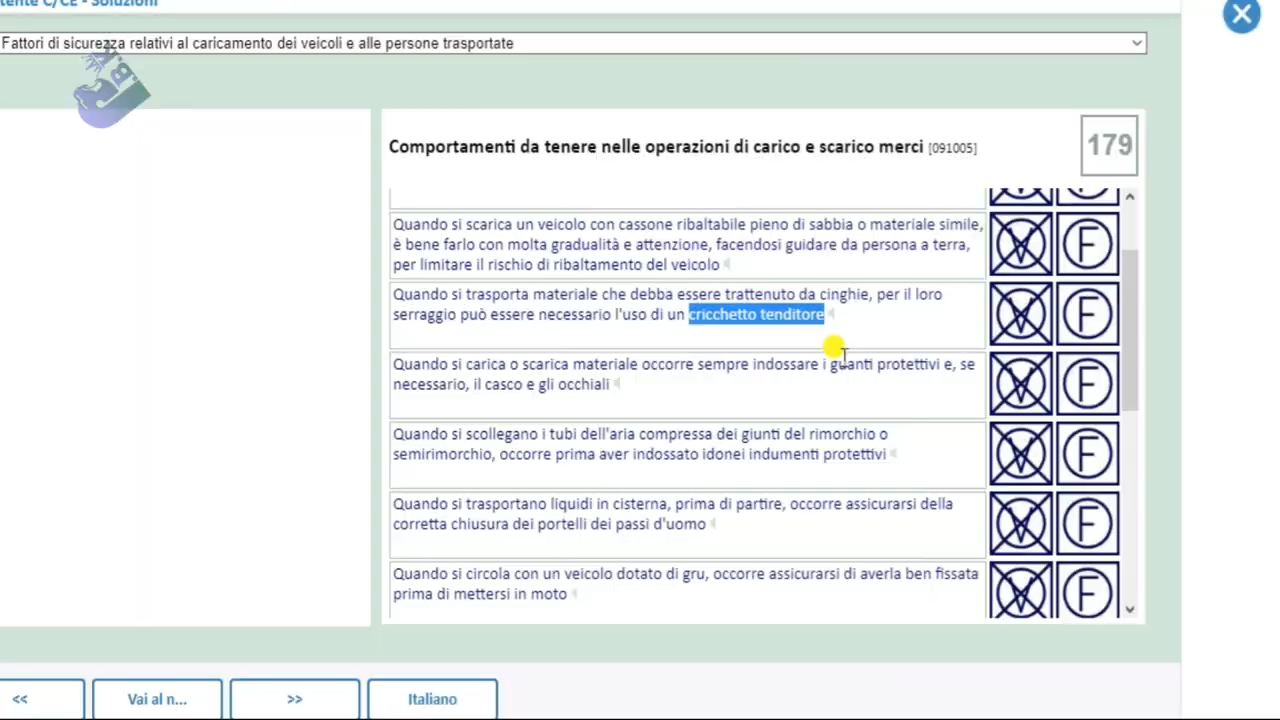 Patente C/CE - Soluzioni
Fattori di sicurezza relativi al caricamento dei veicoli e alle persone trasportate
Comportamenti da tenere nelle operazioni di carico e scarico merci [091005]
179
Quando si scarica un veicolo con cassone ribaltabile pieno di sabbia o materiale simile,
è bene farlo con molta gradualità e attenzione, facendosi guidare da persona a terra,
per limitare il rischio di ribaltamento del veicolo
V F
Quando si trasporta materiale che debba essere trattenuto da cinghie, per il loro
serraggio può essere necessario l'uso di un cricchetto tenditore
V F
Quando si carica o scarica materiale occorre sempre indossare i guanti protettivi e, se
necessario, il casco e gli occhiali
V F
Quando si scollegano i tubi dell'aria compressa dei giunti del rimorchio o
semirimorchio, occorre prima aver indossato idonei indumenti protettivi
V F
Quando si trasportano liquidi in cisterna, prima di partire, occorre assicurarsi della
corretta chiusura dei portelli dei passi d'uomo
V F
Quando si circola con un veicolo dotato di gru, occorre assicurarsi di averla ben fissata
prima di mettersi in moto
V F
<< Vai al n... >> Italiano